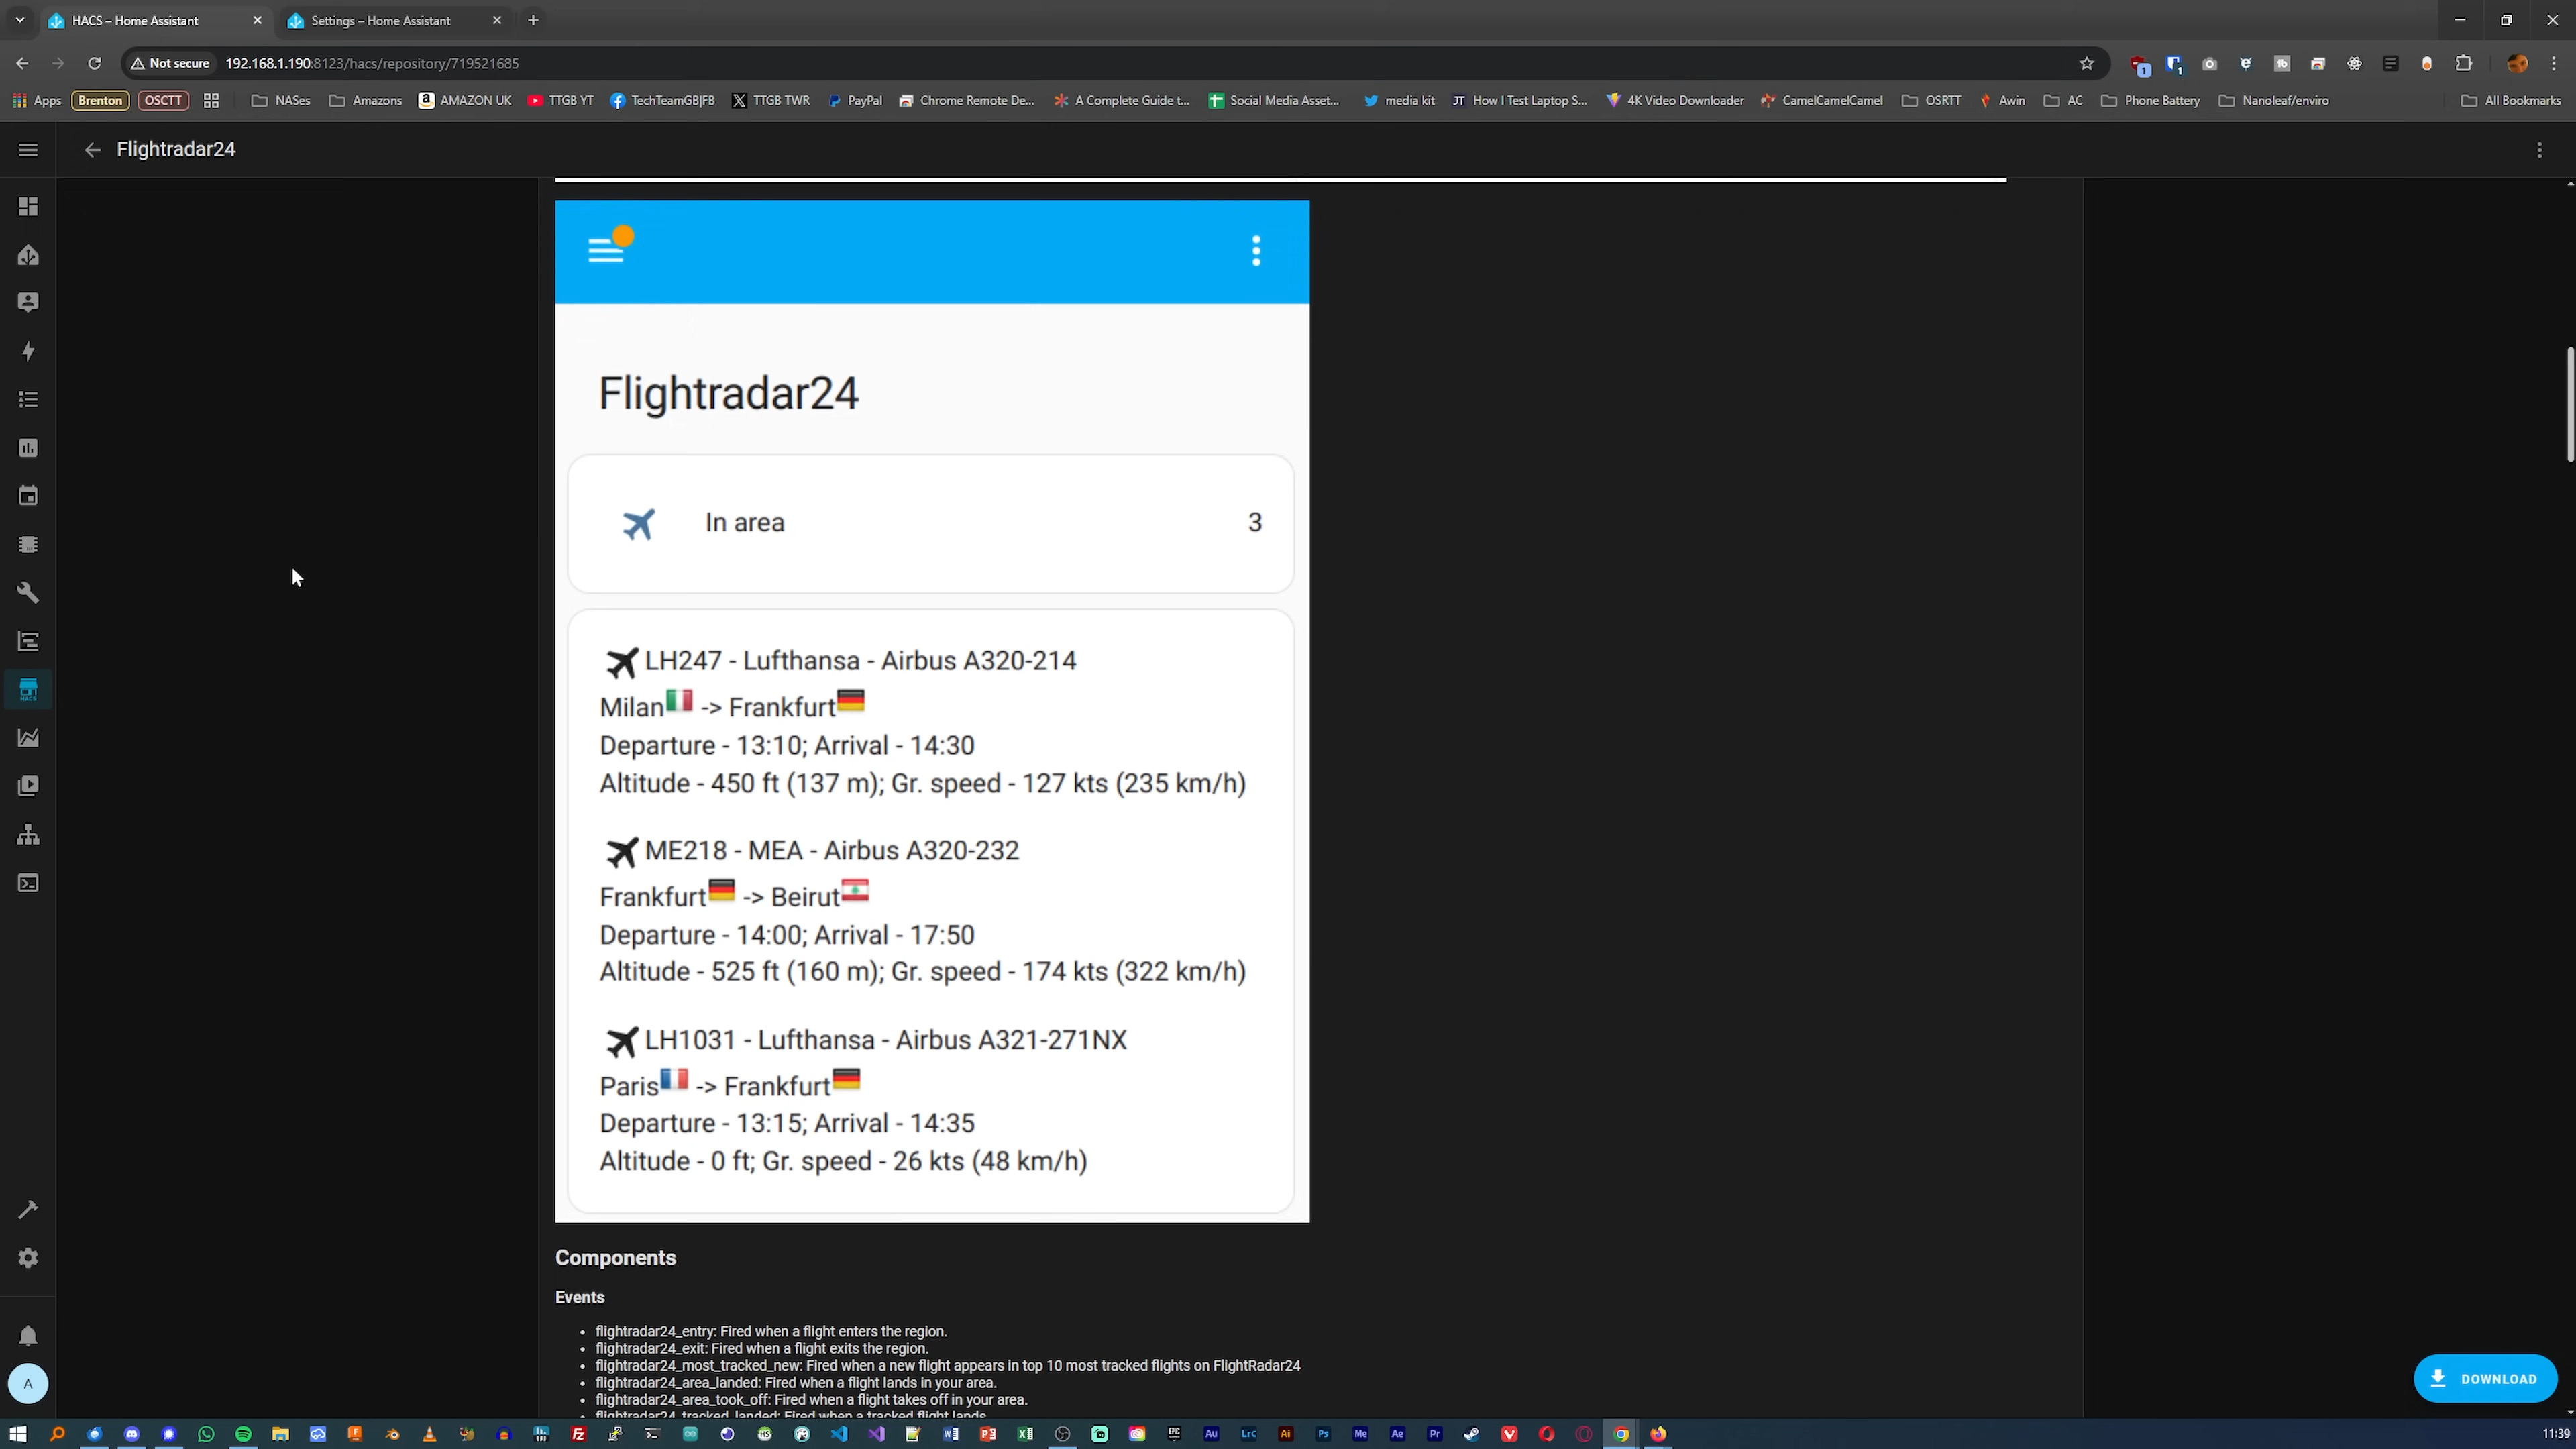 HACS – Home Assistant
Settings – Home Assistant
Not secure
192.168.1.190:8123/hacs/repository/719521685
Apps
Brenton
OSCTT
NASes
Amazons
AMAZON UK
TTGB YT
TechTeamGB|FB
TTGB TWR
PayPal
Chrome Remote De...
A Complete Guide t...
Social Media Asset...
media kit
How I Test Laptop S...
4K Video Downloader
CamelCamelCamel
OSRTT
Awin
AC
Phone Battery
Nanoleaf/enviro
All Bookmarks
Flightradar24
Flightradar24
In area
3
LH247 - Lufthansa - Airbus A320-214
Milan -> Frankfurt
Departure - 13:10; Arrival - 14:30
Altitude - 450 ft (137 m); Gr. speed - 127 kts (235 km/h)
ME218 - MEA - Airbus A320-232
Frankfurt -> Beirut
Departure - 14:00; Arrival - 17:50
Altitude - 525 ft (160 m); Gr. speed - 174 kts (322 km/h)
LH1031 - Lufthansa - Airbus A321-271NX
Paris -> Frankfurt
Departure - 13:15; Arrival - 14:35
Altitude - 0 ft; Gr. speed - 26 kts (48 km/h)
Components
Events
flightradar24_entry: Fired when a flight enters the region.
flightradar24_exit: Fired when a flight exits the region.
flightradar24_most_tracked_new: Fired when a new flight appears in top 10 most tracked flights on FlightRadar24
flightradar24_area_landed: Fired when a flight lands in your area.
flightradar24_area_took_off: Fired when a flight takes off in your area.
flightradar24_tracked_landed: Fired when a tracked flight lands
A
DOWNLOAD
11:39